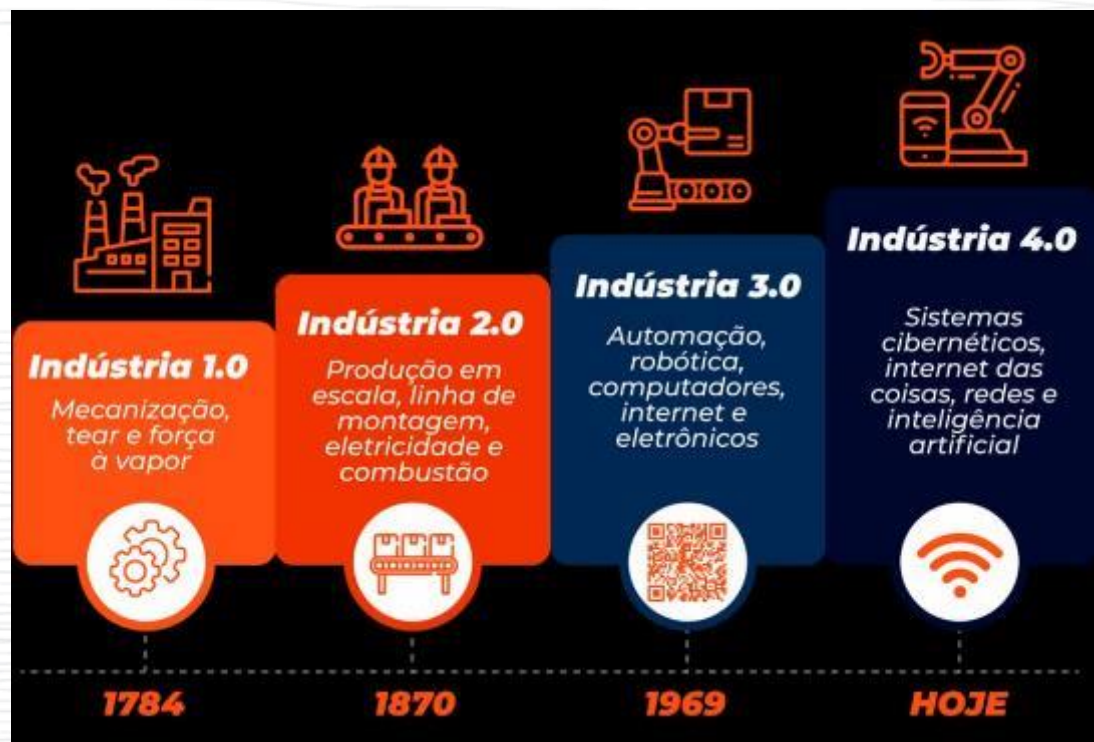 Indústria 1.0
Mecanização,
tear e força
à vapor
1784
Indústria 2.0
Produção em
escala, linha de
montagem,
eletricidade e
combustão
1870
Indústria 3.0
Automação,
robótica,
computadores,
internet e
eletrônicos
1969
Indústria 4.0
Sistemas
cibernéticos,
internet das
coisas, redes e
inteligência
artificial
HOJE